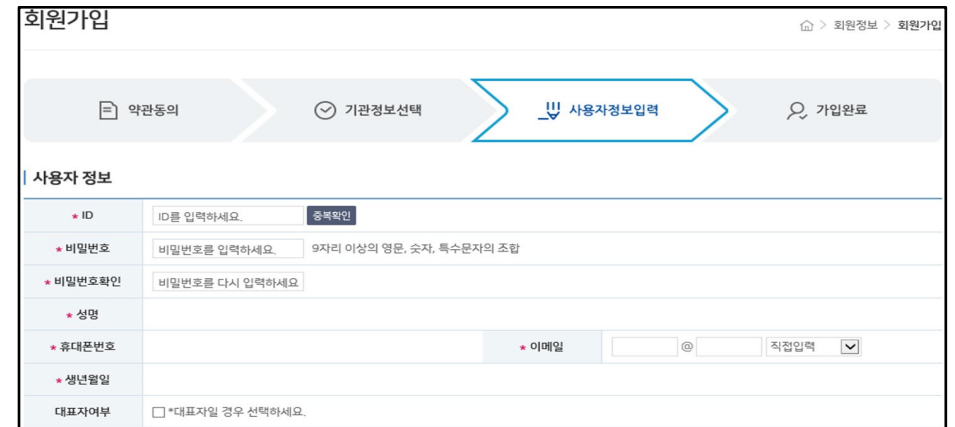 회원가입
회원정보 > 회원가입
약관동의
기관정보선택
사용자정보입력
가입완료
사용자 정보
* ID ID를 입력하세요. 중복확인
* 비밀번호 비밀번호를 입력하세요. 9자리 이상의 영문, 숫자, 특수문자의 조합
* 비밀번호확인 비밀번호를 다시 입력하세요
* 성명
* 휴대폰번호 * 이메일 @ 직접입력
* 생년월일
대표자여부 *대표자일 경우 선택하세요.